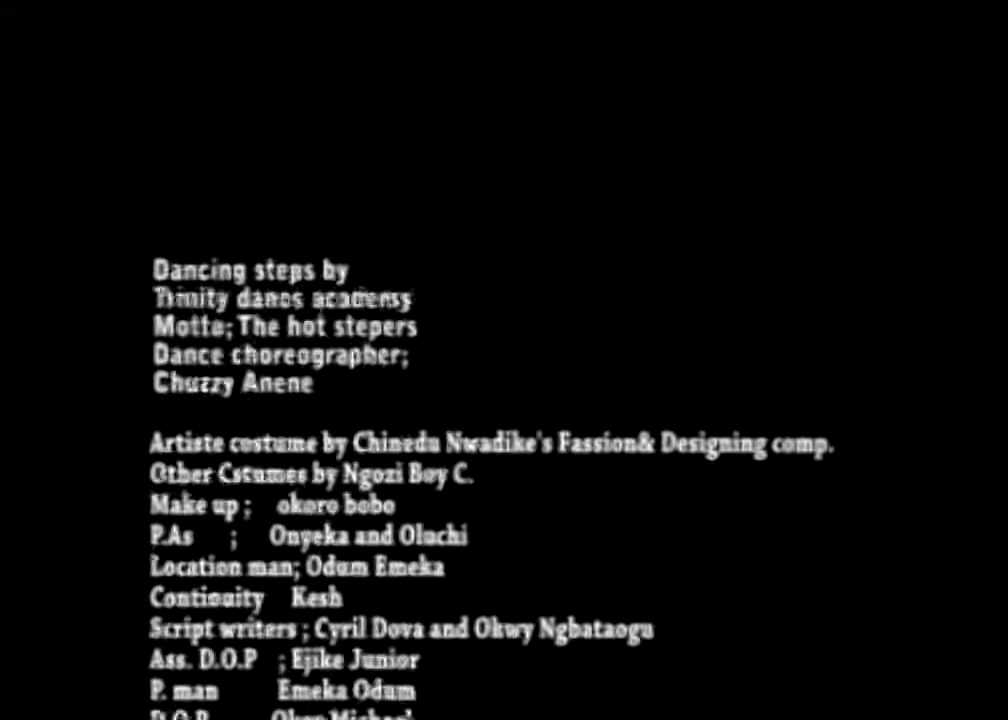 Dancing steps by
Trinity dance academy
Motto; The hot stepers
Dance choreographer;
Chuzzy Anene
Artiste costume by Chinedu Nwadike's Fassion& Designing comp.
Other Cstumes by Ngozi Boy C.
Make up ; okoro bobo
P.As ; Onyeka and Oluchi
Location man; Odum Emeka
Continuity Kesh
Script writers ; Cyril Dova and Okwy Ngbataogu
Ass. D.O.P ; Ejike Junior
P. man Emeka Odum
D.O.P Michael